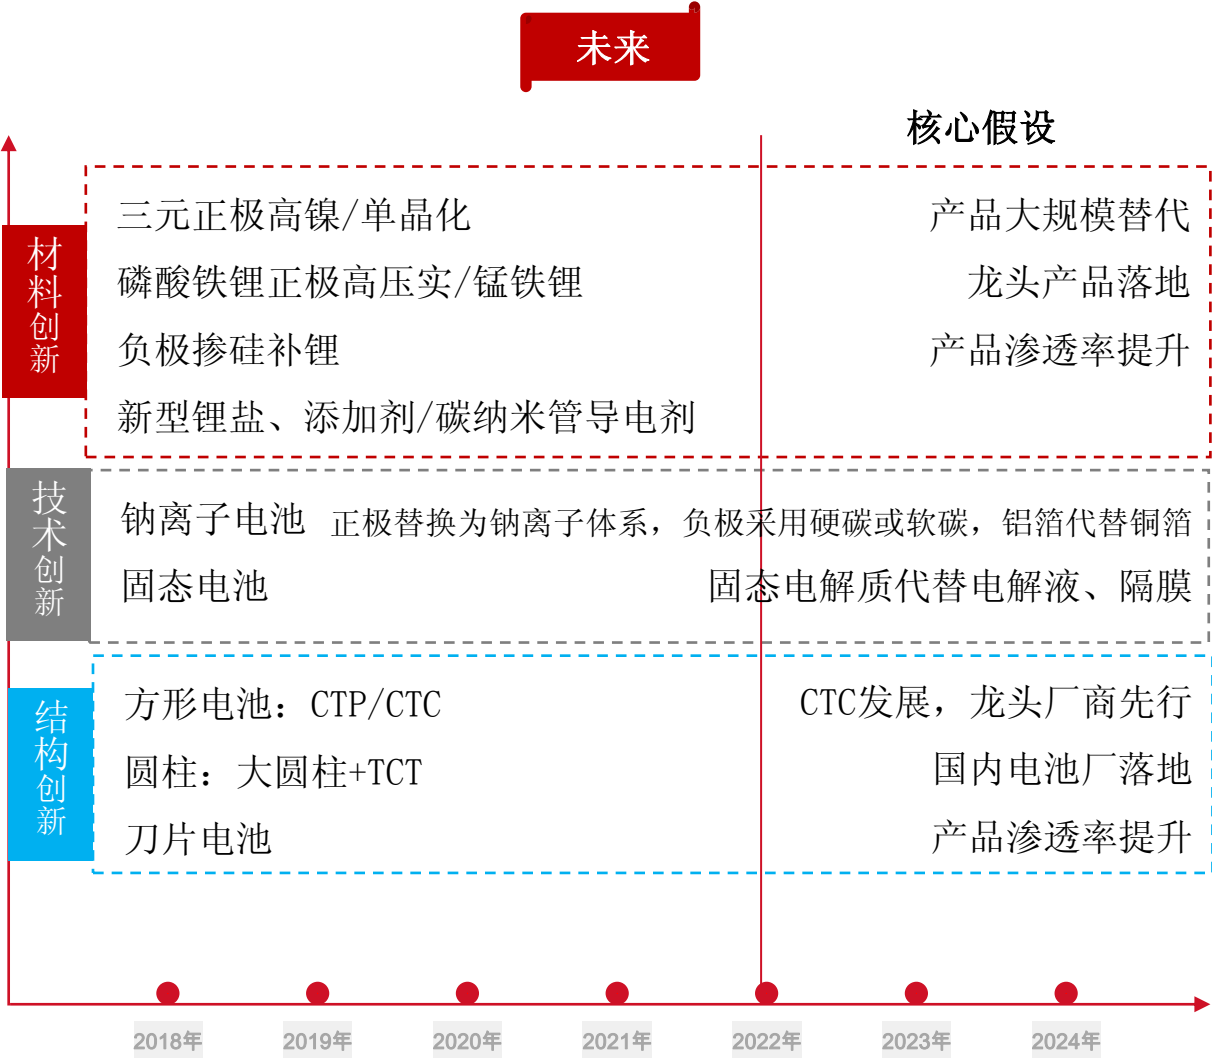 未来
核心假设
材料创新
三元正极高镍/单晶化 产品大规模替代
磷酸铁锂正极高压实/锰铁锂 龙头产品落地
负极掺硅补锂 产品渗透率提升
新型锂盐、添加剂/碳纳米管导电剂
技术创新
钠离子电池 正极替换为钠离子体系，负极采用硬碳或软碳，铝箔代替铜箔
固态电池 固态电解质代替电解液、隔膜
结构创新
方形电池：CTP/CTC CTC发展，龙头厂商先行
圆柱：大圆柱+TCT 国内电池厂落地
刀片电池 产品渗透率提升
2018年 2019年 2020年 2021年 2022年 2023年 2024年